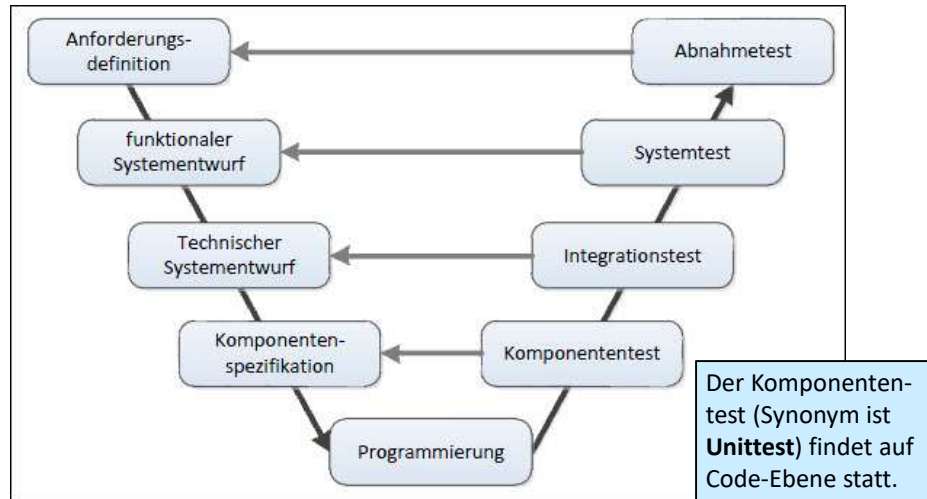 Anforderungs-
definition
Abnahmetest
funktionaler
Systementwurf
Systemtest
Technischer
Systementwurf
Integrationstest
Komponenten-
spezifikation
Komponententest
Programmierung
Der Komponenten-
test (Synonym ist
Unittest) findet auf
Code-Ebene statt.